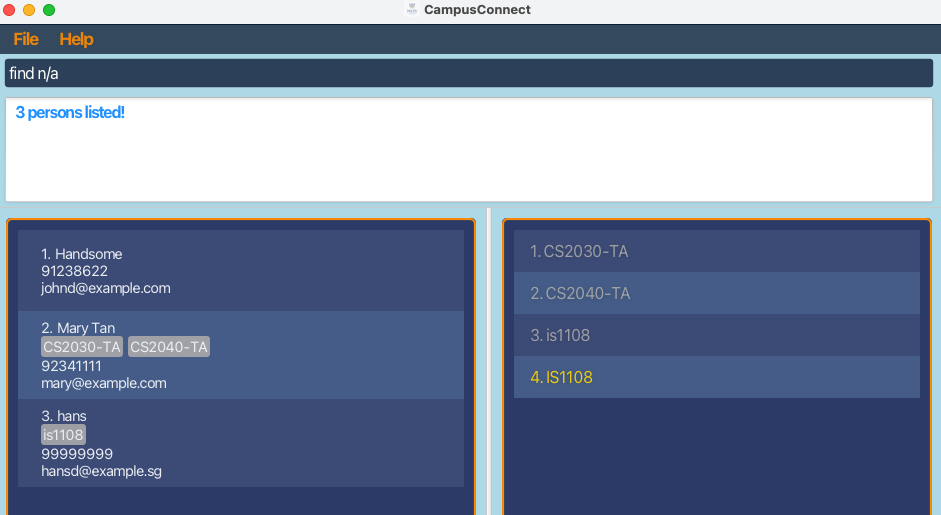 CampusConnect
File Help
find n/a
3 persons listed!
1. Handsome
91238622
johnd@example.com
2. Mary Tan
CS2030-TA CS2040-TA
92341111
mary@example.com
3. hans
is1108
99999999
hansd@example.sg
1. CS2030-TA
2. CS2040-TA
3. is1108
4. IS1108